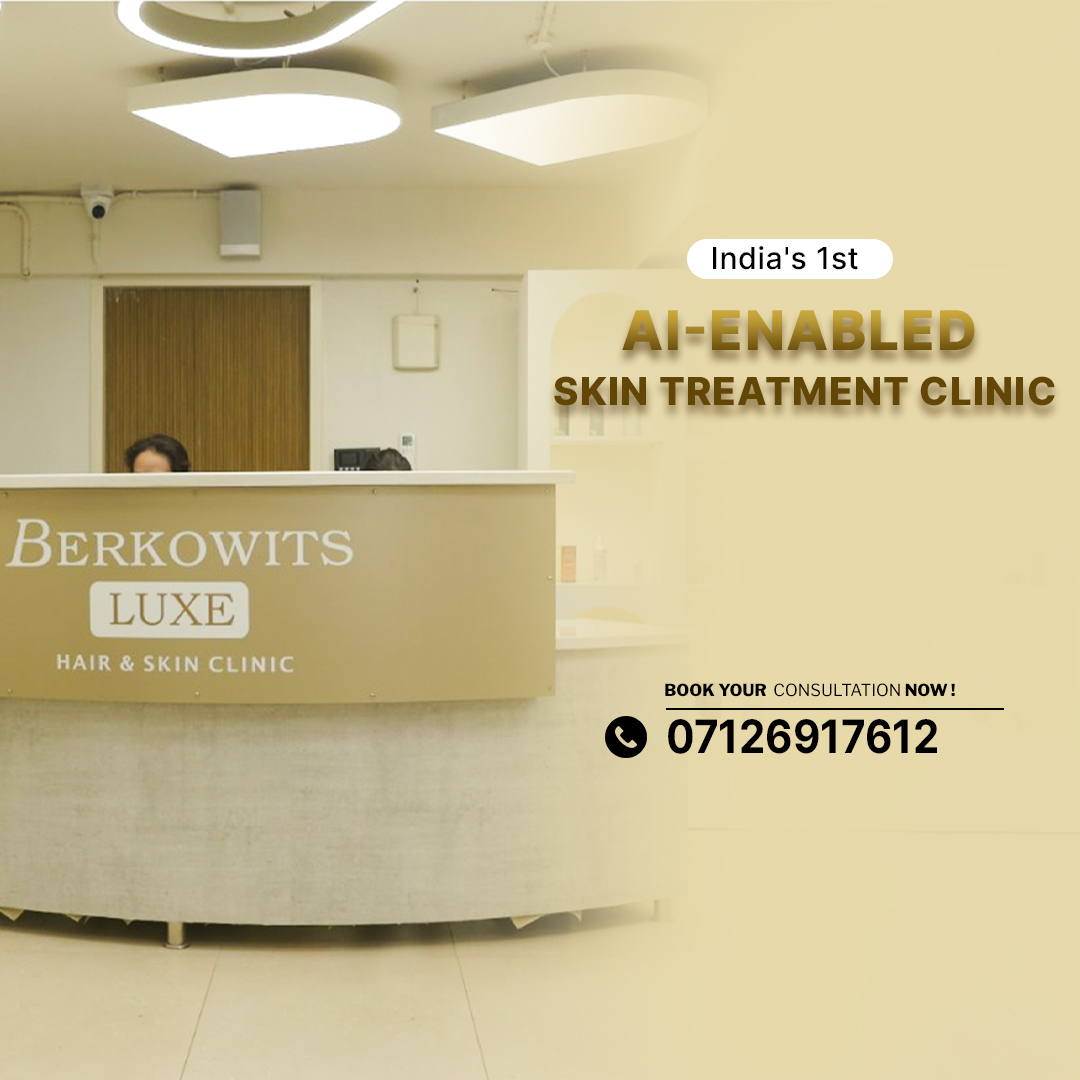 India's 1st
AI-ENABLED
SKIN TREATMENT CLINIC
BERKOWITS
LUXE
HAIR & SKIN CLINIC
BOOK YOUR CONSULTATION NOW!
07126917612